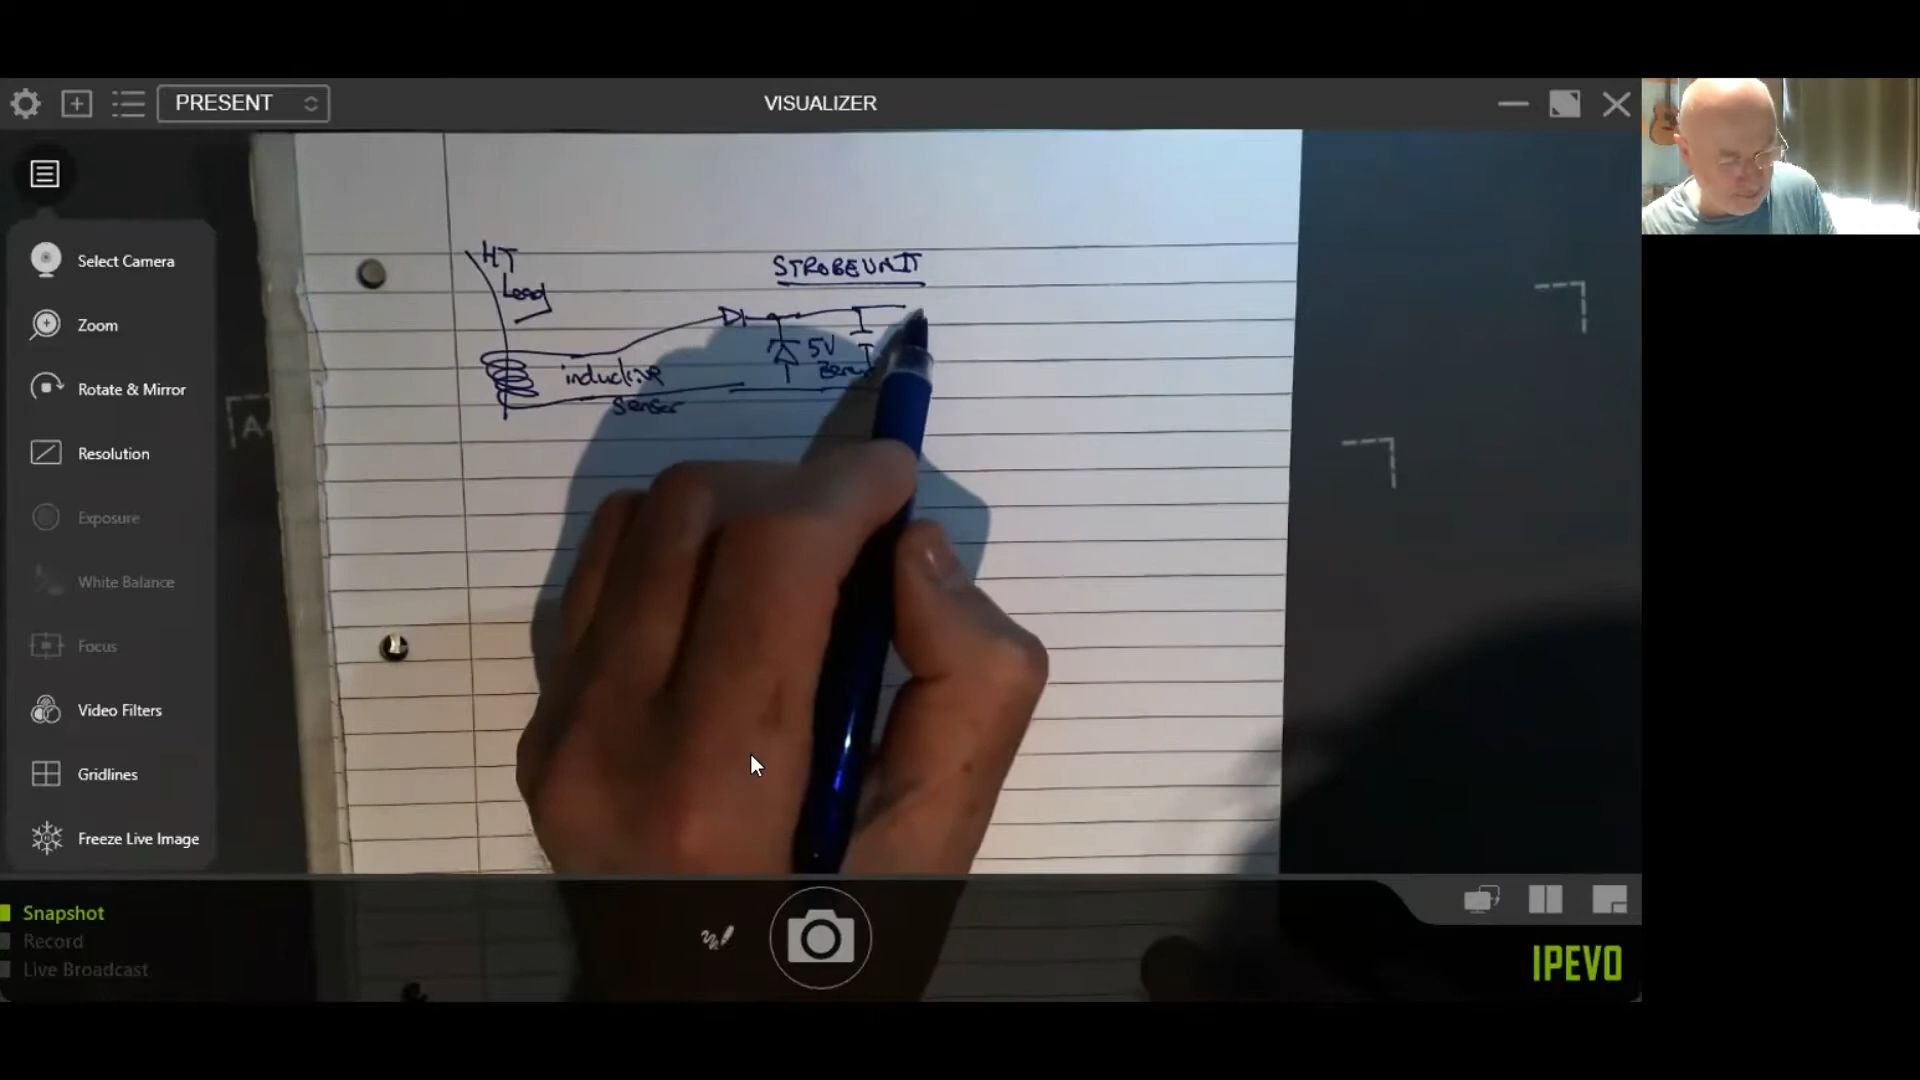 PRESENT
VISUALIZER
Select Camera
Zoom
Rotate & Mirror
Resolution
Exposure
White Balance
Focus
Video Filters
Gridlines
Freeze Live Image
HT
Lead
STROBE UNIT
inductive
sensor
5V
Snapshot
Record
Live Broadcast
IPEVO